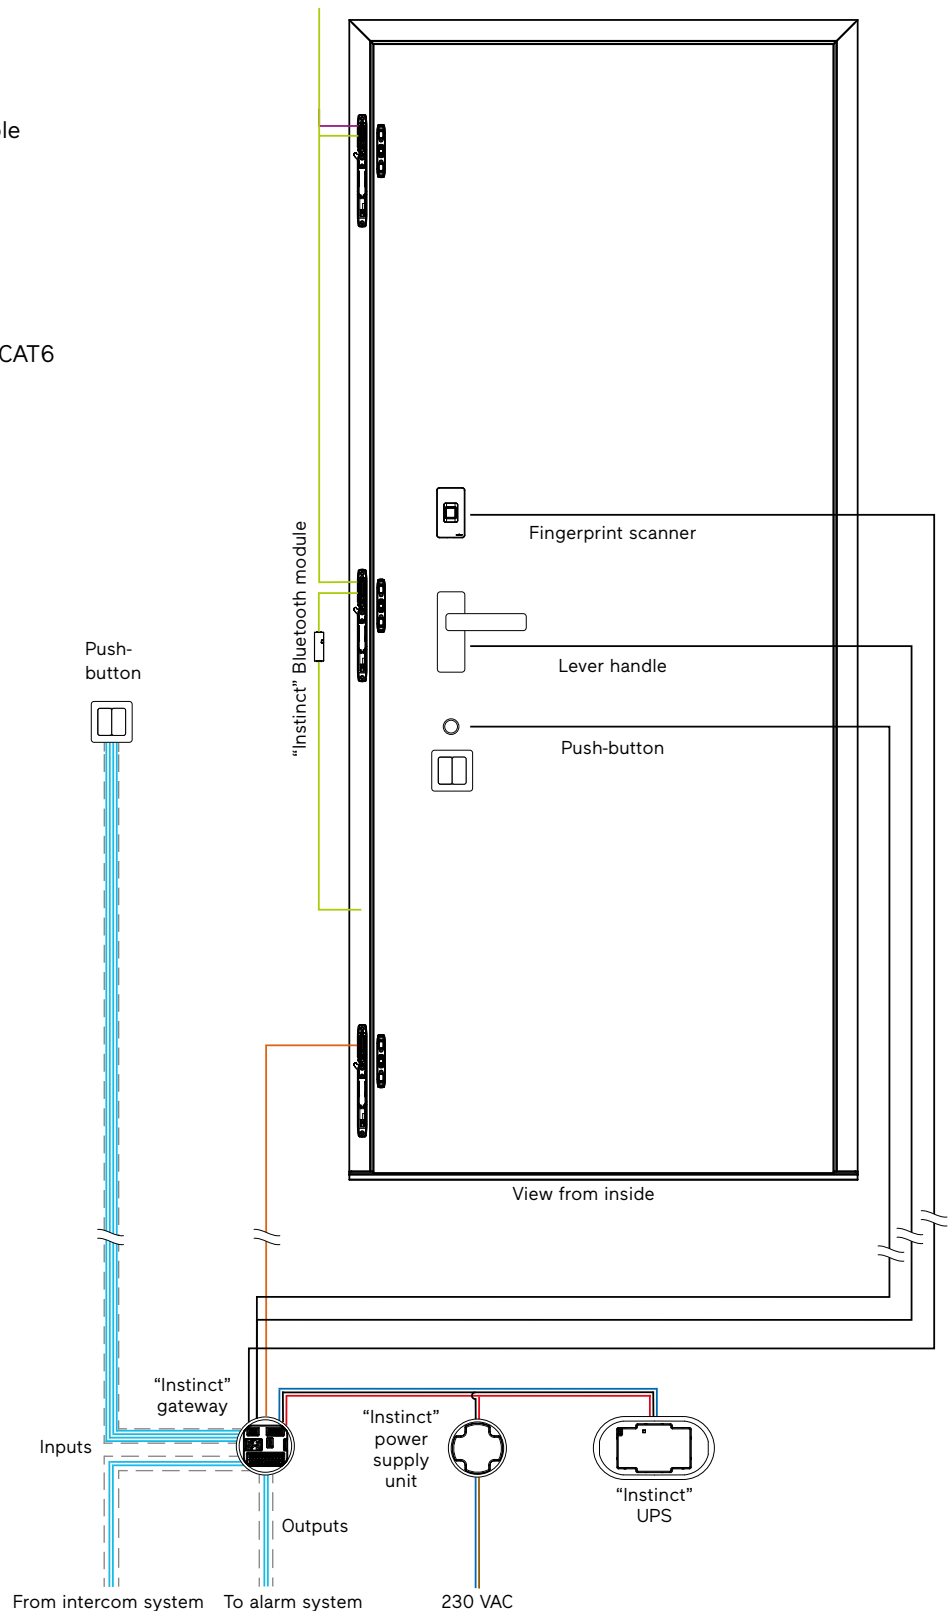 le
CAT6
Fingerprint scanner
“Instinct” Bluetooth module
Push-
button
Lever handle
Push-button
View from inside
“Instinct”
gateway
“Instinct”
power
supply
unit
Inputs
“Instinct”
UPS
Outputs
From intercom system
To alarm system
230 VAC